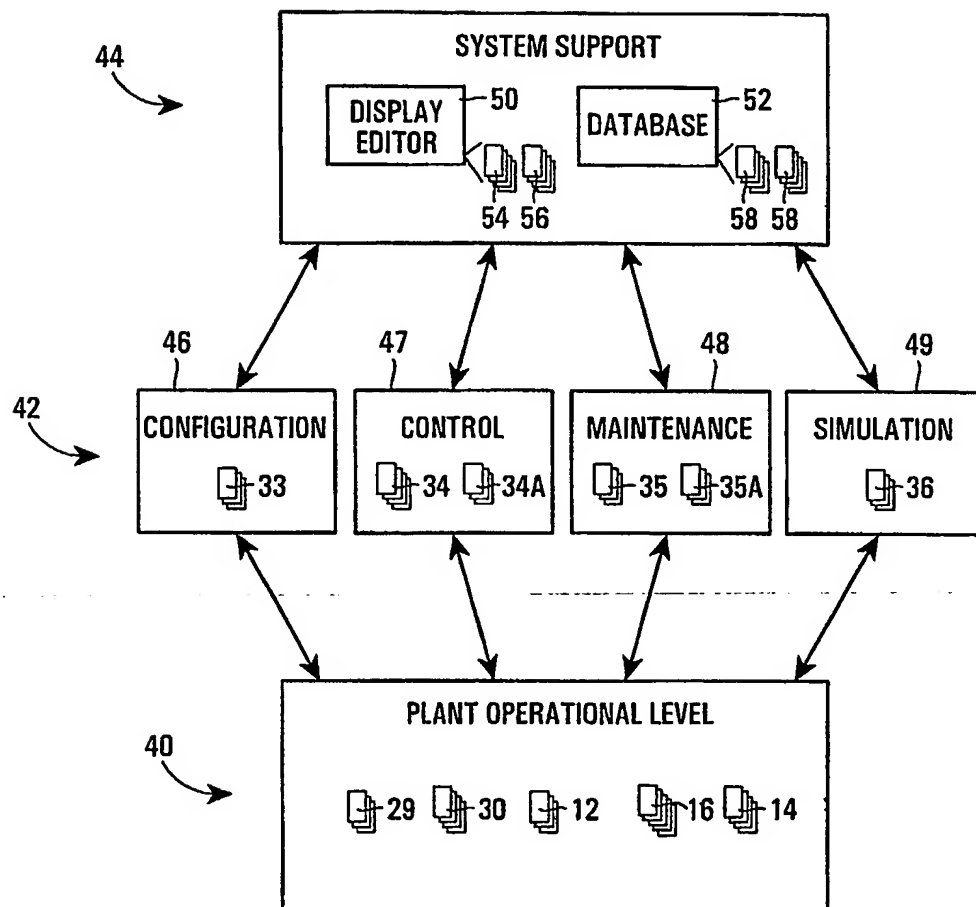 SYSTEM SUPPORT
44
50
52
DISPLAY
EDITOR
DATABASE
54 56
58 58
46
47
48
49
42
CONFIGURATION
CONTROL
MAINTENANCE
SIMULATION
33
34 34A
35 35A
36
PLANT OPERATIONAL LEVEL
40
29 30 12 16 14